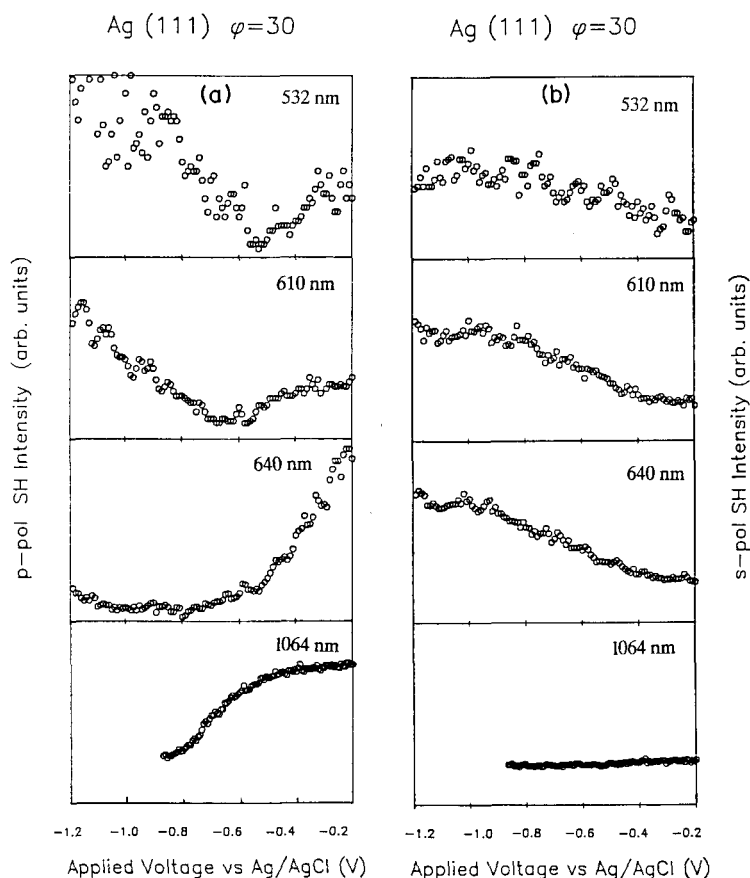 Ag (111) φ=30
(a)
532 nm
610 nm
640 nm
1064 nm
p-pol SH Intensity (arb. units)
-1.2 -1.0 -0.8 -0.6 -0.4 -0.2
Applied Voltage vs Ag/AgCl (V)
Ag (111) φ=30
(b)
532 nm
610 nm
640 nm
1064 nm
s-pol SH Intensity (arb. units)
-1.2 -1.0 -0.8 -0.6 -0.4 -0.2
Applied Voltage vs Ag/AgCl (V)